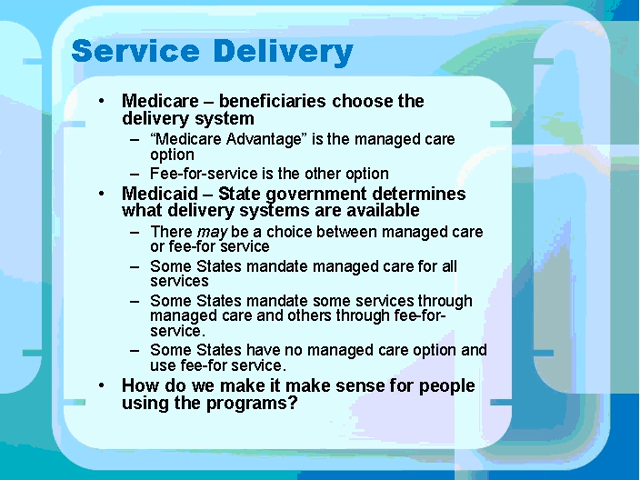 Service Delivery
• Medicare – beneficiaries choose the
delivery system
– “Medicare Advantage” is the managed care
option
– Fee-for-service is the other option
• Medicaid – State government determines
what delivery systems are available
– There may be a choice between managed care
or fee-for service
– Some States mandate managed care for all
services
– Some States mandate some services through
managed care and others through fee-for-
service.
– Some States have no managed care option and
use fee-for service.
• How do we make it make sense for people
using the programs?